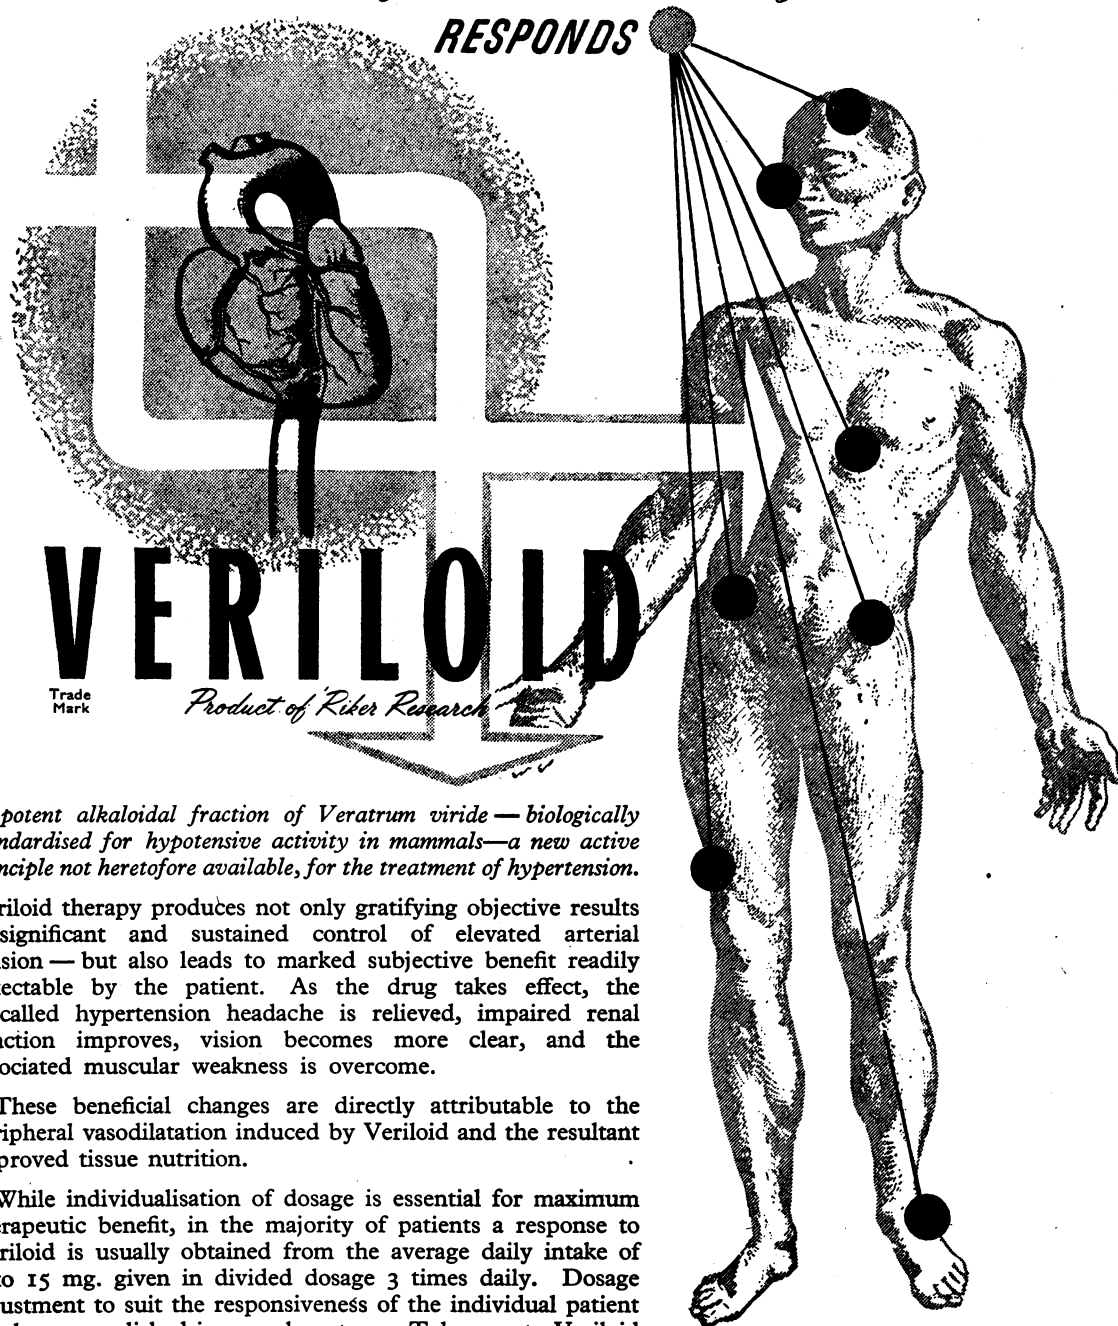 RESPONDS
VERILOID
Trade
Mark
Product of Riker Research
potent alkaloidal fraction of Veratrum viride — biologically
ndardised for hypotensive activity in mammals—a new active
nciple not heretofore available, for the treatment of hypertension.
riloid therapy produces not only gratifying objective results
significant and sustained control of elevated arterial
sion — but also leads to marked subjective benefit readily
ectable by the patient. As the drug takes effect, the
called hypertension headache is relieved, impaired renal
ction improves, vision becomes more clear, and the
ociated muscular weakness is overcome.
These beneficial changes are directly attributable to the
ripheral vasodilatation induced by Veriloid and the resultant
proved tissue nutrition.
While individualisation of dosage is essential for maximum
erapeutic benefit, in the majority of patients a response to
riloid is usually obtained from the average daily intake of
to 15 mg. given in divided dosage 3 times daily. Dosage
ustment to suit the responsiveness of the individual patient